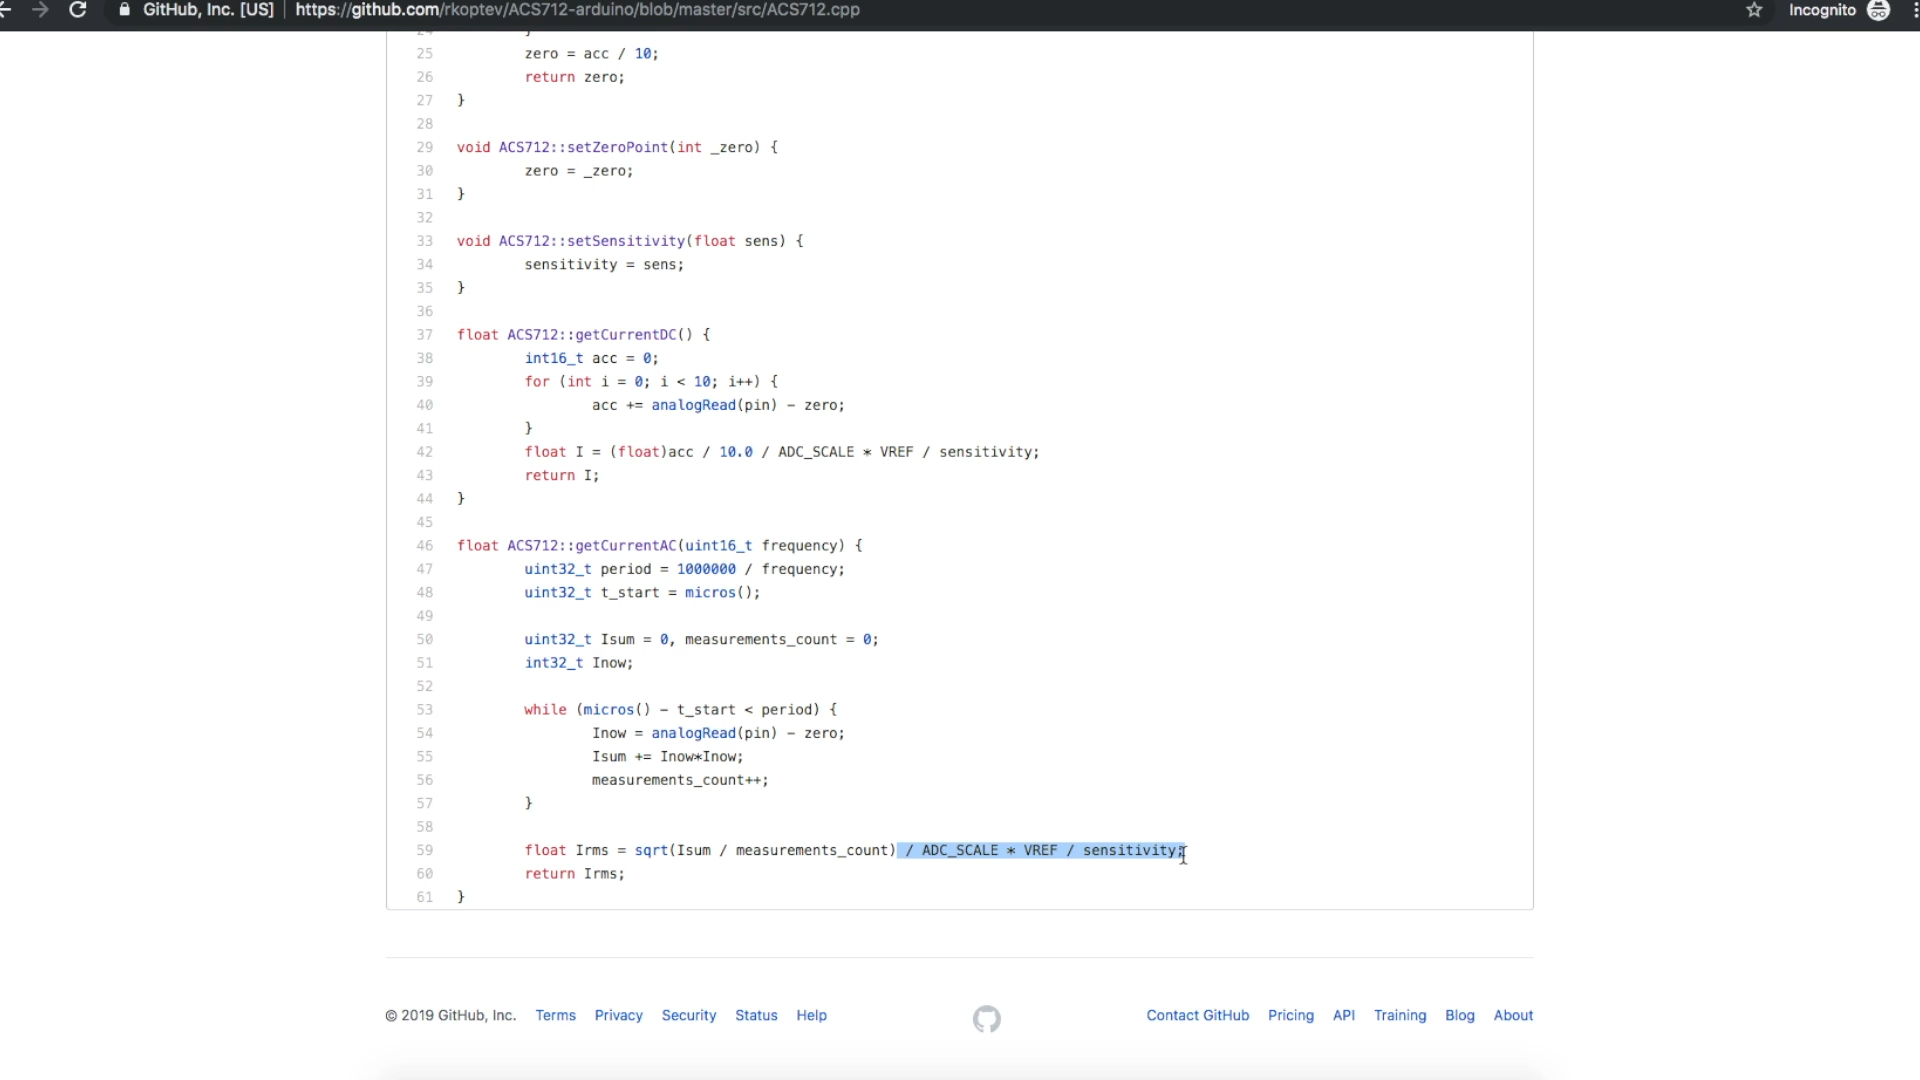 GitHub, Inc. [US] https://github.com/rkoptev/ACS712-arduino/blob/master/src/ACS712.cpp Incognito
24 }
25 zero = acc / 10;
26 return zero;
27 }
28
29 void ACS712::setZeroPoint(int _zero) {
30 zero = _zero;
31 }
32
33 void ACS712::setSensitivity(float sens) {
34 sensitivity = sens;
35 }
36
37 float ACS712::getCurrentDC() {
38 int16_t acc = 0;
39 for (int i = 0; i < 10; i++) {
40 acc += analogRead(pin) - zero;
41 }
42 float I = (float)acc / 10.0 / ADC_SCALE * VREF / sensitivity;
43 return I;
44 }
45
46 float ACS712::getCurrentAC(uint16_t frequency) {
47 uint32_t period = 1000000 / frequency;
48 uint32_t t_start = micros();
49
50 uint32_t Isum = 0, measurements_count = 0;
51 int32_t Inow;
52
53 while (micros() - t_start < period) {
54 Inow = analogRead(pin) - zero;
55 Isum += Inow*Inow;
56 measurements_count++;
57 }
58
59 float Irms = sqrt(Isum / measurements_count) / ADC_SCALE * VREF / sensitivity;
60 return Irms;
61 }
© 2019 GitHub, Inc. Terms Privacy Security Status Help Contact GitHub Pricing API Training Blog About